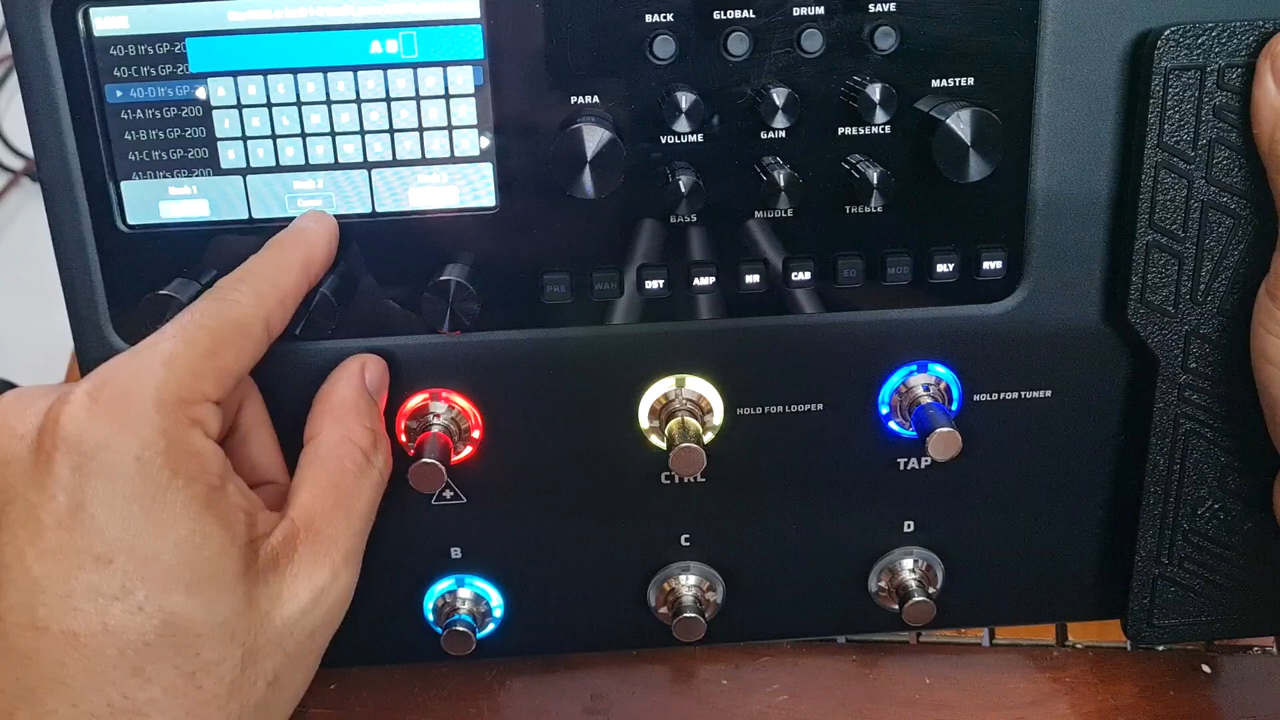 BACK
GLOBAL
DRUM
SAVE
40-B It's GP-200
40-C It's GP-20
40-D It's GP-
41-A It's GP-200
41-B It's GP-200
41-C It's GP-200
41-D It's GP-200
A B
PARA
VOLUME
GAIN
PRESENCE
MASTER
BASS
MIDDLE
TREBLE
PRE
WAH
DST
AMP
NR
CAB
EQ
MOD
DLY
RVB
HOLD FOR LOOPER
HOLD FOR TUNER
CTRL
TAP
B
C
D